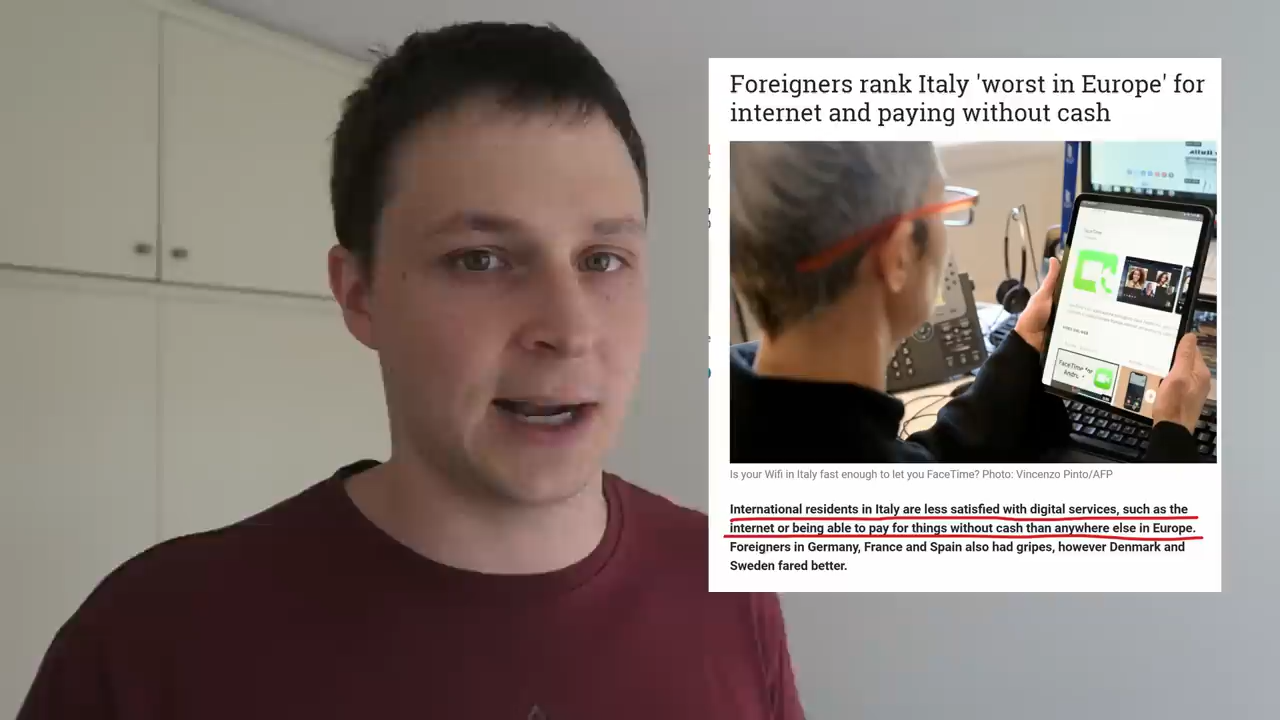 Foreigners rank Italy 'worst in Europe' for
internet and paying without cash
FaceTime
FaceTime for
Is your Wifi in Italy fast enough to let you FaceTime? Photo: Vincenzo Pinto/AFP
International residents in Italy are less satisfied with digital services, such as the
internet or being able to pay for things without cash than anywhere else in Europe.
Foreigners in Germany, France and Spain also had gripes, however Denmark and
Sweden fared better.